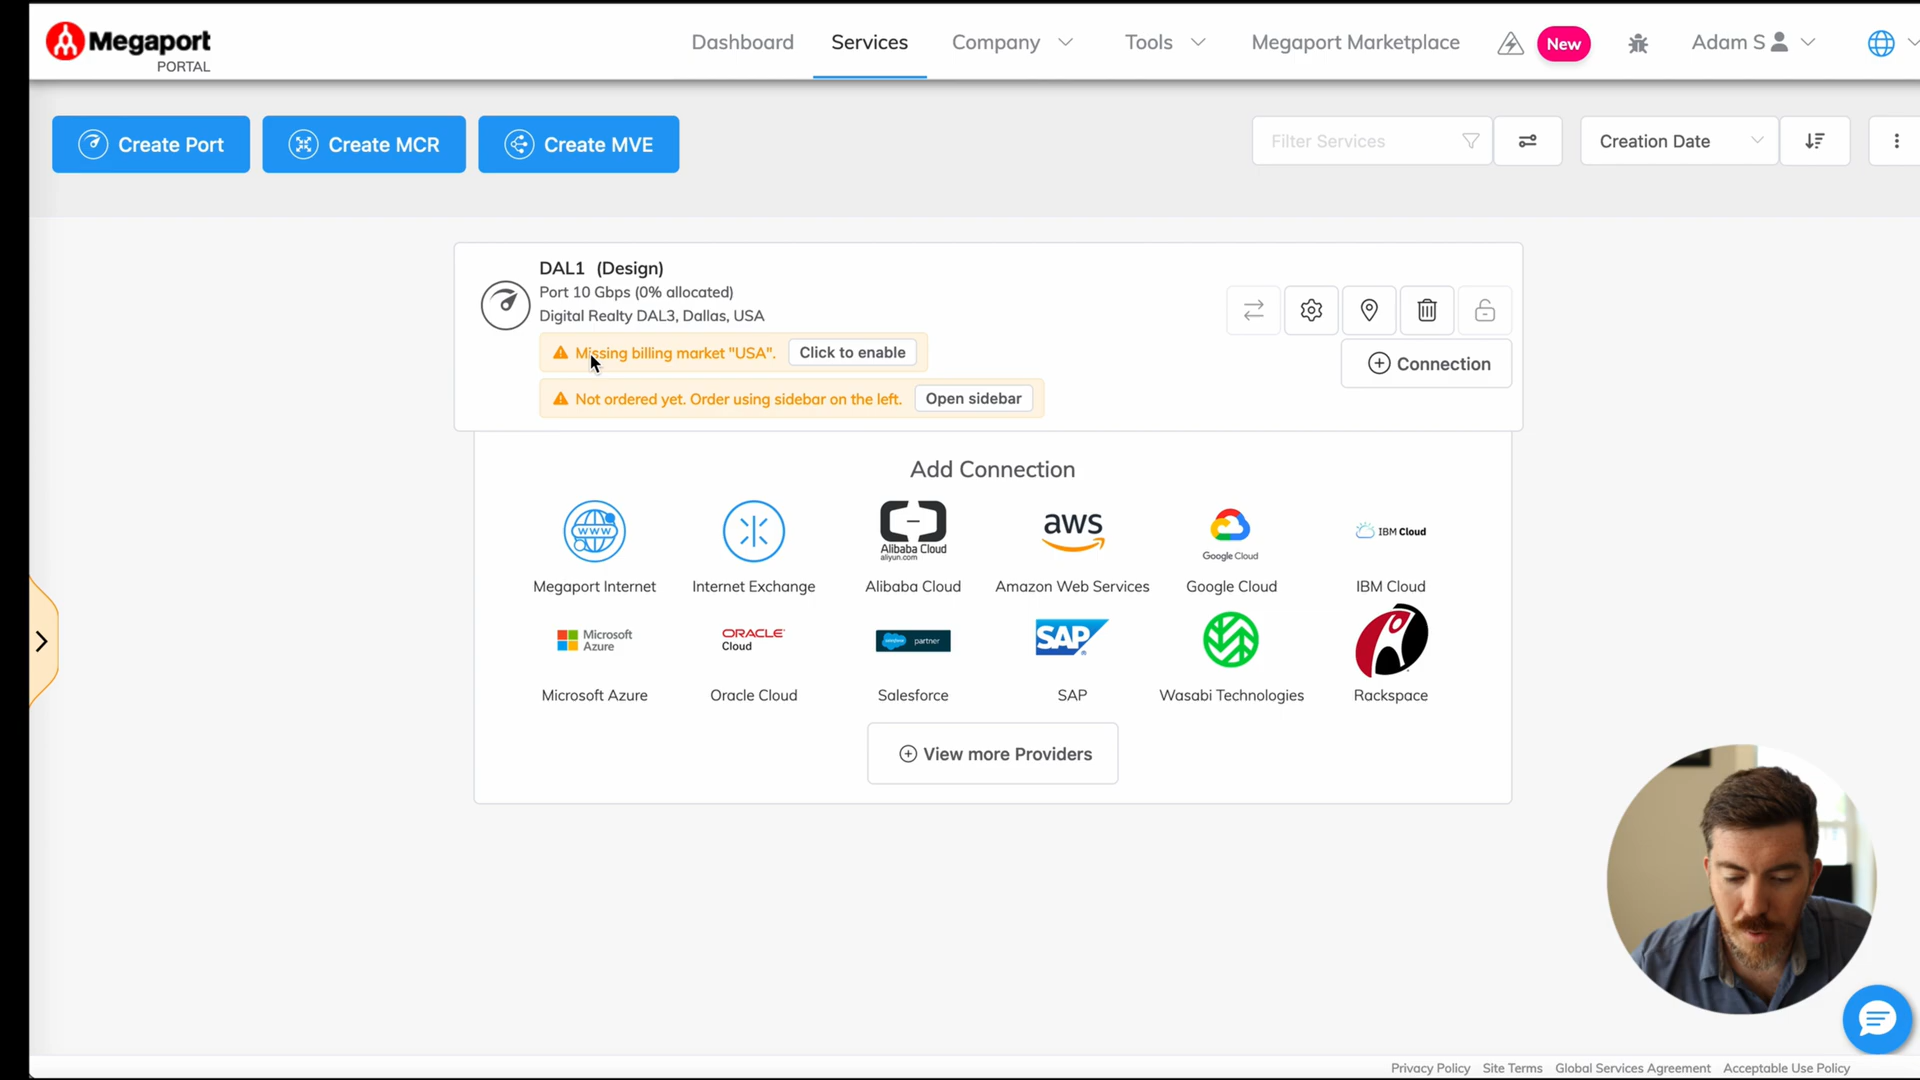 Megaport
PORTAL
Dashboard
Services
Company
Tools
Megaport Marketplace
New
Adam S
Create Port
Create MCR
Create MVE
Filter Services
Creation Date
DAL1 (Design)
Port 10 Gbps (0% allocated)
Digital Realty DAL3, Dallas, USA
Missing billing market "USA".
Click to enable
Not ordered yet. Order using sidebar on the left.
Open sidebar
Connection
Add Connection
WWW
Alibaba Cloud
aliyun.com
aws
Google Cloud
IBM Cloud
Megaport Internet
Internet Exchange
Alibaba Cloud
Amazon Web Services
Google Cloud
IBM Cloud
Microsoft
Azure
ORACLE
Cloud
salesforce
partner
SAP
Microsoft Azure
Oracle Cloud
Salesforce
SAP
Wasabi Technologies
Rackspace
View more Providers
Privacy Policy
Site Terms
Global Services Agreement
Acceptable Use Policy